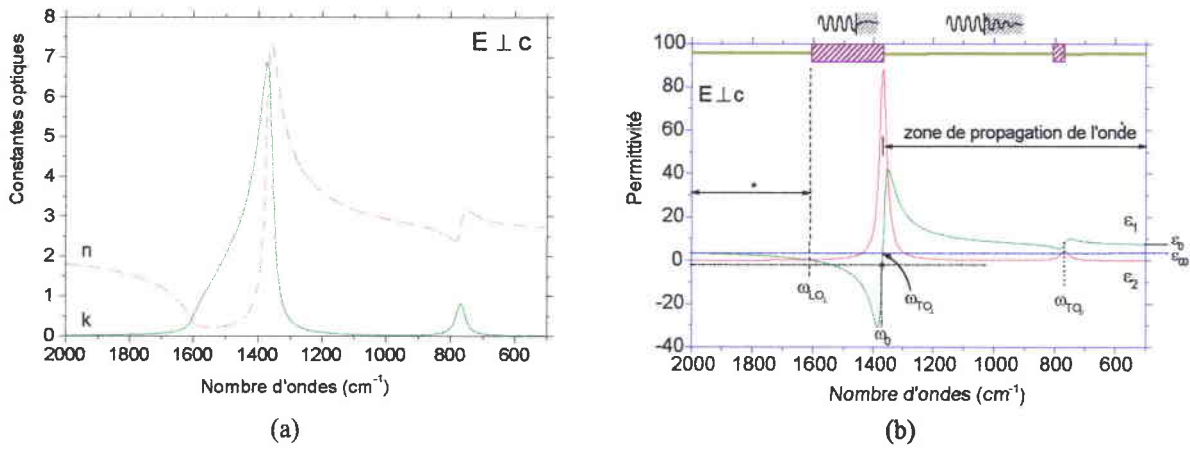 E ⊥ c
Constantes optiques
8
7
6
5
4
3
2
1
0
n
k
2000 1800 1600 1400 1200 1000 800 600
Nombre d'ondes (cm⁻¹)
(a)
E ⊥ c
Permittivité
100
80
60
40
20
0
-20
-40
zone de propagation de l'onde
*
ε₁
ε₀
ε∞
ε₂
ω_LO⊥
ω_TO⊥
ω₀
2000 1800 1600 1400 1200 1000 800 600
Nombre d'ondes (cm⁻¹)
(b)